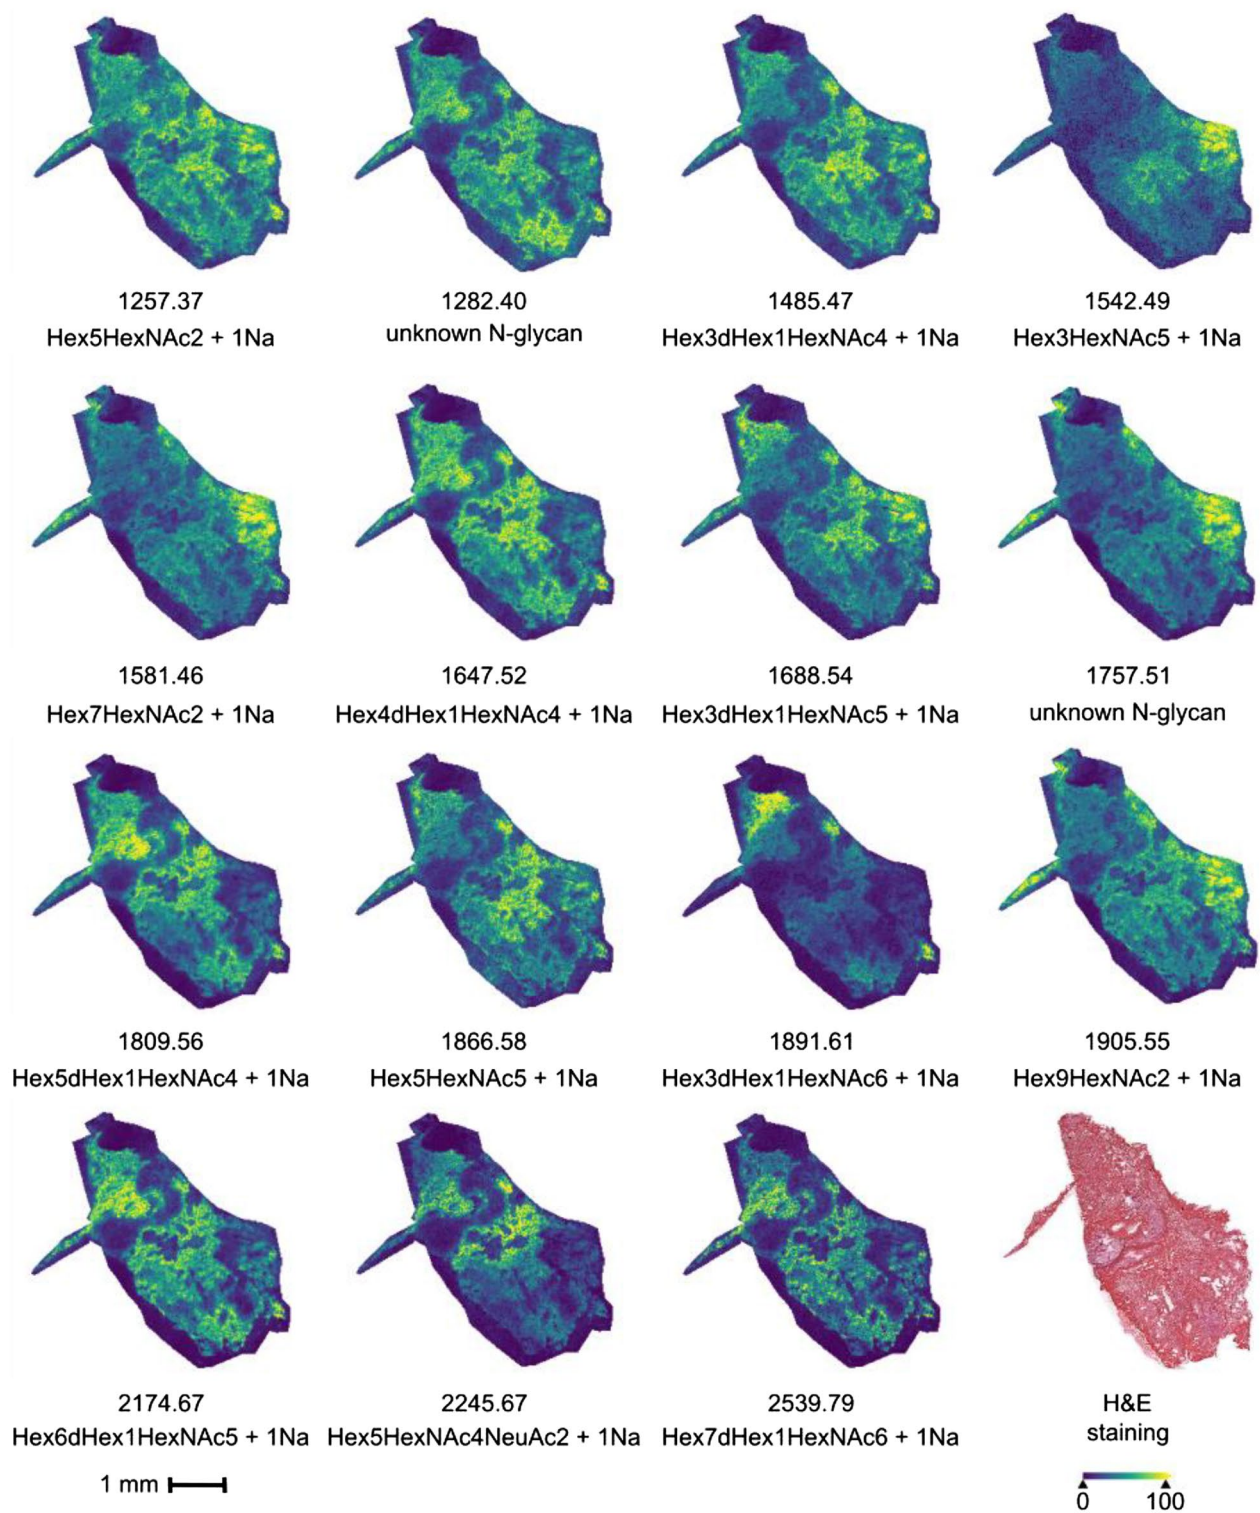 1257.37 1282.40 1485.47 1542.49
Hex5HexNAc2 + 1Na unknown N-glycan Hex3dHex1HexNAc4 + 1Na Hex3HexNAc5 + 1Na
1581.46 1647.52 1688.54 1757.51
Hex7HexNAc2 + 1Na Hex4dHex1HexNAc4 + 1Na Hex3dHex1HexNAc5 + 1Na unknown N-glycan
1809.56 1866.58 1891.61 1905.55
Hex5dHex1HexNAc4 + 1Na Hex5HexNAc5 + 1Na Hex3dHex1HexNAc6 + 1Na Hex9HexNAc2 + 1Na
2174.67 2245.67 2539.79 H&E
Hex6dHex1HexNAc5 + 1Na Hex5HexNAc4NeuAc2 + 1Na Hex7dHex1HexNAc6 + 1Na staining
1 mm
0 100